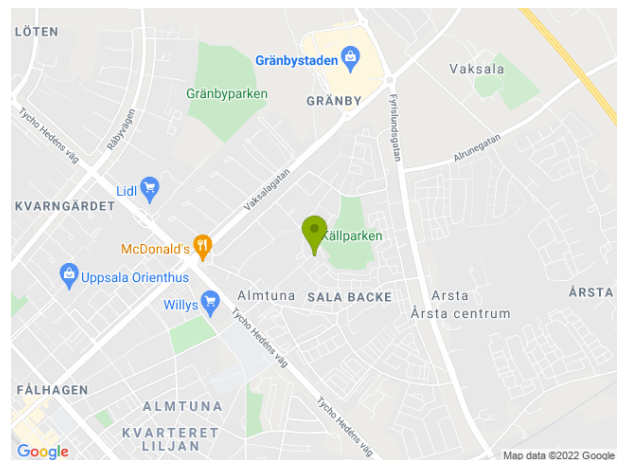 LÖTEN
Gränbystaden
Vaksala
Gränbyparken
GRÄNBY
Fyrislundsgatan
Tycho Hedéns väg
Råbyvägen
Alrunegatan
Vaksalagatan
Lidl
KVARNGÄRDET
McDonald's
Källparken
Uppsala Orienthus
Willys
Almtuna
SALA BACKE
Arsta
Årsta centrum
ÅRSTA
Tycho Hedéns väg
FÅLHAGEN
ALMTUNA
Tycho Hedéns väg
KVARTERET
LILJAN
Google
Map data ©2022 Google